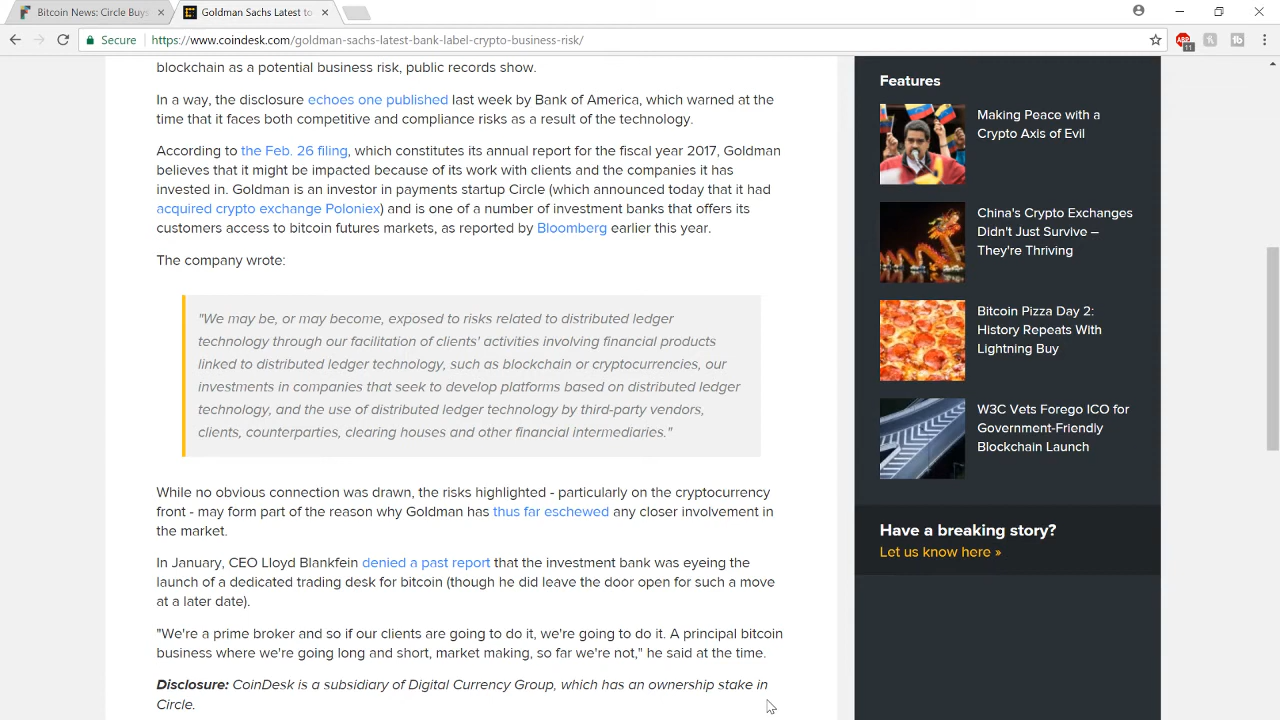 Bitcoin News: Circle Buys
Goldman Sachs Latest to
Secure
https://www.coindesk.com/goldman-sachs-latest-bank-label-crypto-business-risk/
ABP
11
blockchain as a potential business risk, public records show.
In a way, the disclosure echoes one published last week by Bank of America, which warned at the
time that it faces both competitive and compliance risks as a result of the technology.
According to the Feb. 26 filing, which constitutes its annual report for the fiscal year 2017, Goldman
believes that it might be impacted because of its work with clients and the companies it has
invested in. Goldman is an investor in payments startup Circle (which announced today that it had
acquired crypto exchange Poloniex) and is one of a number of investment banks that offers its
customers access to bitcoin futures markets, as reported by Bloomberg earlier this year.
The company wrote:
"We may be, or may become, exposed to risks related to distributed ledger
technology through our facilitation of clients' activities involving financial products
linked to distributed ledger technology, such as blockchain or cryptocurrencies, our
investments in companies that seek to develop platforms based on distributed ledger
technology, and the use of distributed ledger technology by third-party vendors,
clients, counterparties, clearing houses and other financial intermediaries."
While no obvious connection was drawn, the risks highlighted - particularly on the cryptocurrency
front - may form part of the reason why Goldman has thus far eschewed any closer involvement in
the market.
In January, CEO Lloyd Blankfein denied a past report that the investment bank was eyeing the
launch of a dedicated trading desk for bitcoin (though he did leave the door open for such a move
at a later date).
"We're a prime broker and so if our clients are going to do it, we're going to do it. A principal bitcoin
business where we're going long and short, market making, so far we're not," he said at the time.
Disclosure: CoinDesk is a subsidiary of Digital Currency Group, which has an ownership stake in
Circle.
Features
Making Peace with a
Crypto Axis of Evil
China's Crypto Exchanges
Didn't Just Survive –
They're Thriving
Bitcoin Pizza Day 2:
History Repeats With
Lightning Buy
W3C Vets Forego ICO for
Government-Friendly
Blockchain Launch
Have a breaking story?
Let us know here »